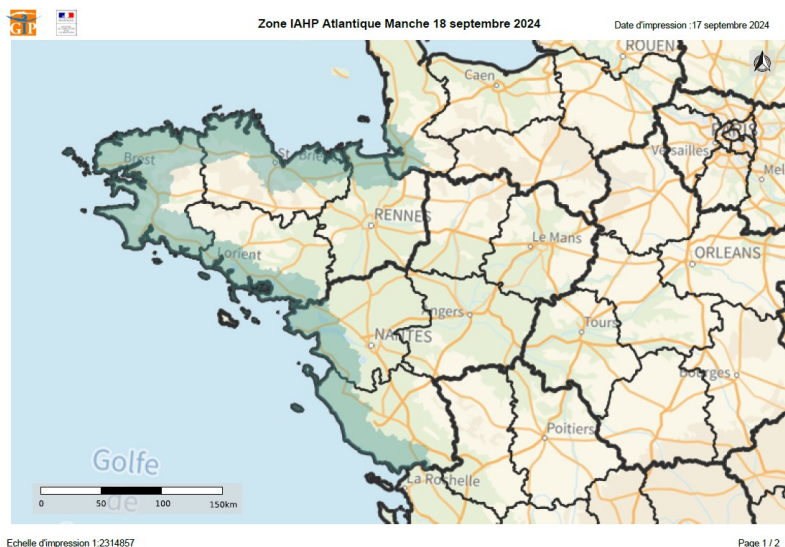 GIP
Zone IAHP Atlantique Manche 18 septembre 2024
Date d'impression :17 septembre 2024
ROUEN
Caen
PARIS
Brest
St-Brieuc
Versailles
Mel
RENNES
Le Mans
ORLEANS
Lorient
Angers
Tours
NANTES
Bourges
Poitiers
Golfe
de
La Rochelle
0 50 100 150km
Echelle d'impression 1:2314857
Page 1 / 2